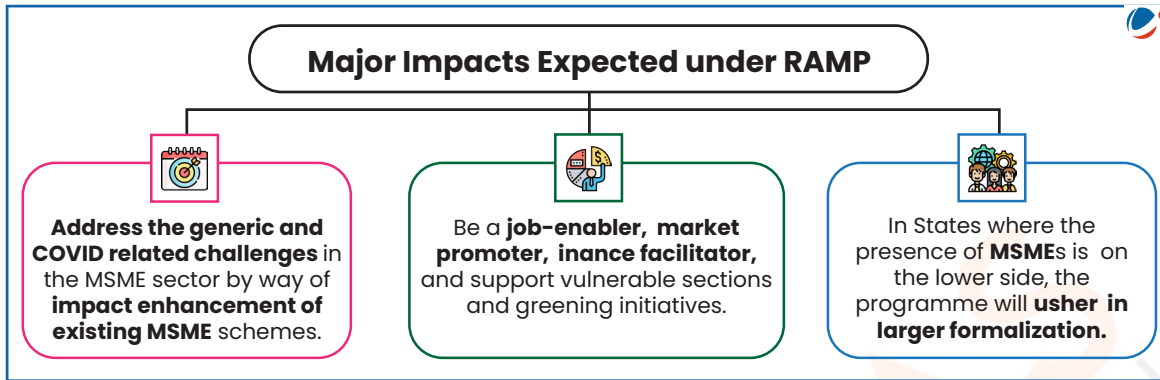 Major Impacts Expected under RAMP
Address the generic and
COVID related challenges in
the MSME sector by way of
impact enhancement of
existing MSME schemes.
Be a job-enabler, market
promoter, inance facilitator,
and support vulnerable sections
and greening initiatives.
In States where the
presence of MSMEs is on
the lower side, the
programme will usher in
larger formalization.